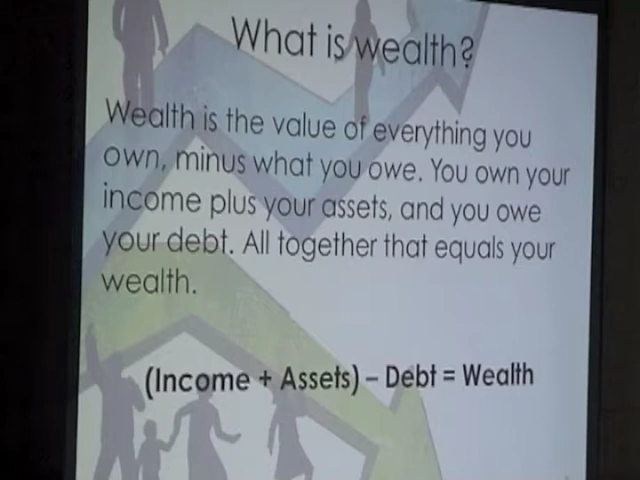 What is wealth?
Wealth is the value of everything you
own, minus what you owe. You own your
income plus your assets, and you owe
your debt. All together that equals your
wealth.
(Income + Assets) – Debt = Wealth